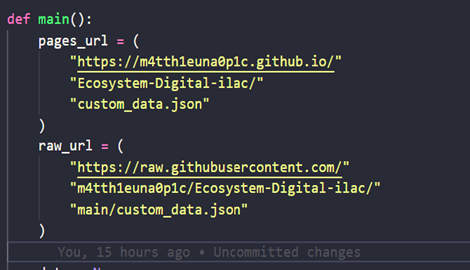 def main():
pages_url = (
"https://m4tth1euna0p1c.github.io/"
"Ecosystem-Digital-ilac/"
"custom_data.json"
)
raw_url = (
"https://raw.githubusercontent.com/"
"m4tth1euna0p1c/Ecosystem-Digital-ilac/"
"main/custom_data.json"
)
You, 15 hours ago • Uncommitted changes